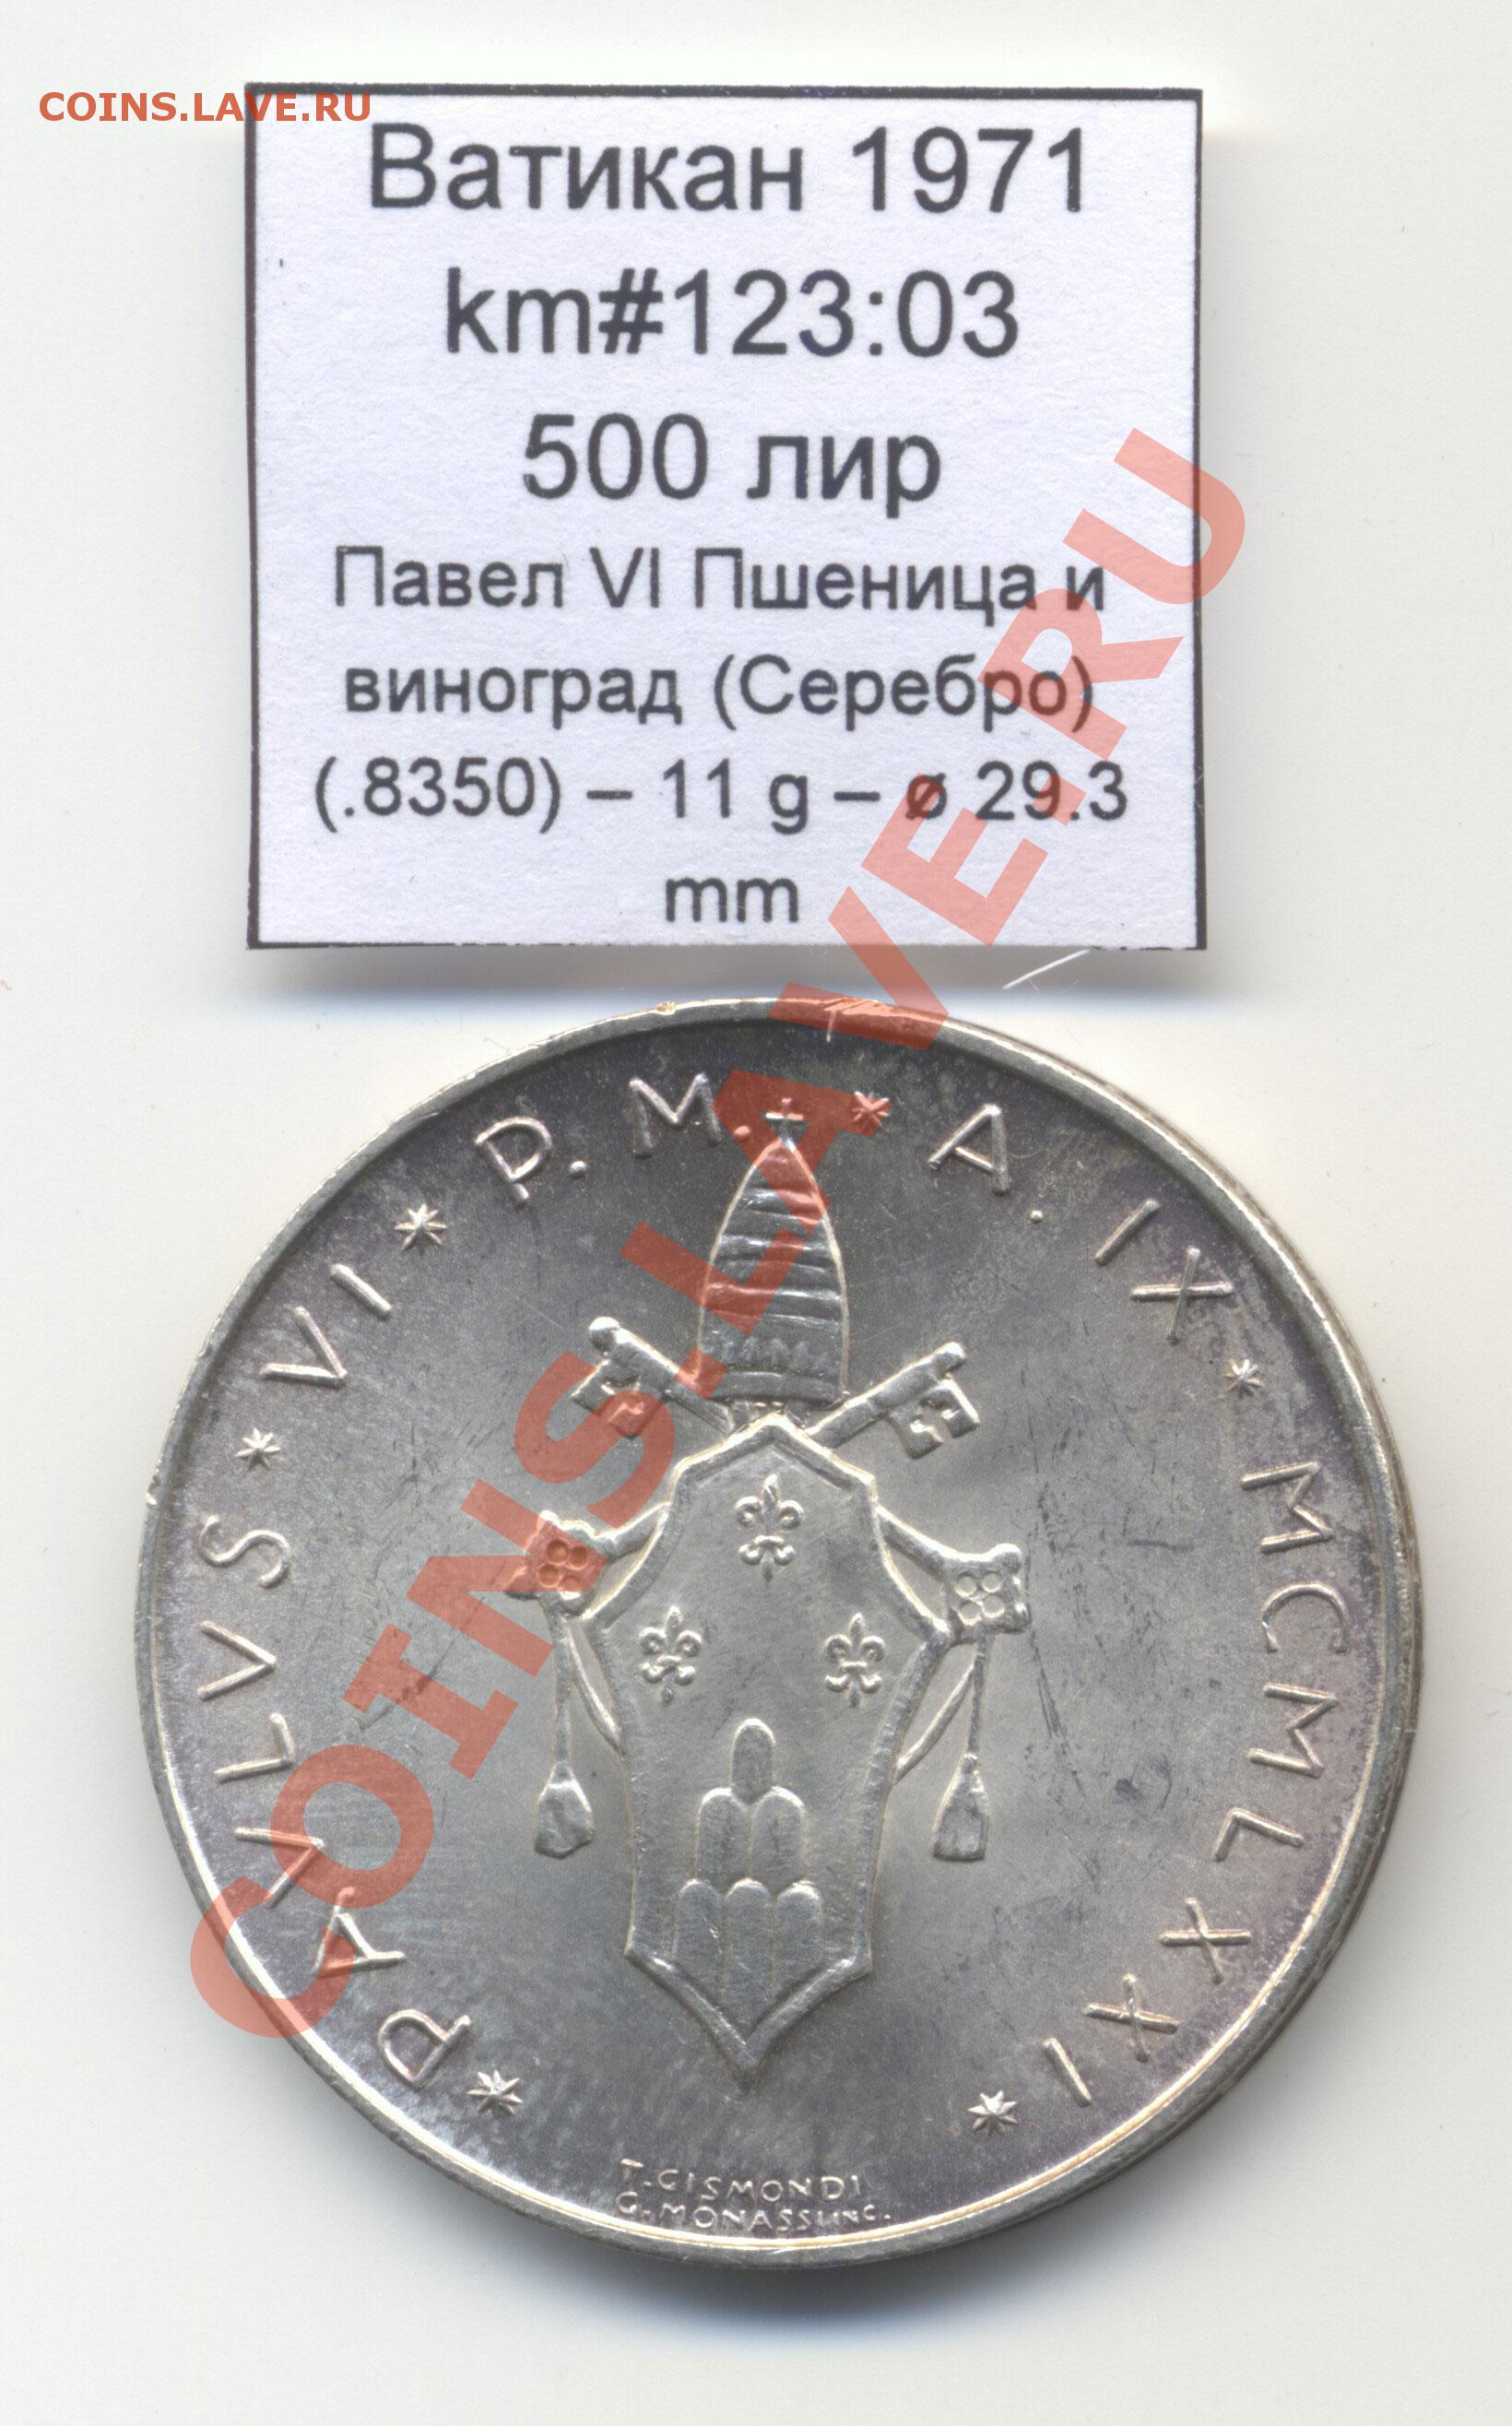 COINS.LAVE.RU
Ватикан 1971
km#123:03
500 лир
Павел VI Пшеница и
виноград (Серебро)
(.8350) – 11 g – ø 29.3
mm
COINS.LAVE.RU
* PAVLVS * VI * P. M. * A. IX * MCMLXXI *
T. GISMONDI
G. MONASSI INC.